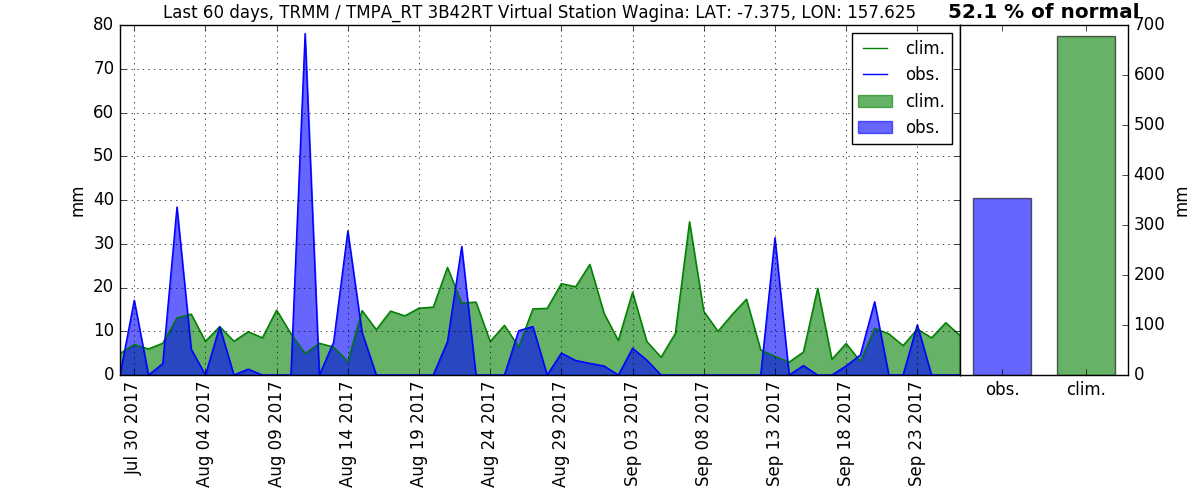 Last 60 days, TRMM / TMPA_RT 3B42RT Virtual Station Wagina: LAT: -7.375, LON: 157.625
52.1 % of normal
80
70
60
50
40
30
20
10
0
mm
clim.
obs.
clim.
obs.
700
600
500
400
300
200
100
0
mm
Jul 30 2017
Aug 04 2017
Aug 09 2017
Aug 14 2017
Aug 19 2017
Aug 24 2017
Aug 29 2017
Sep 03 2017
Sep 08 2017
Sep 13 2017
Sep 18 2017
Sep 23 2017
obs.
clim.